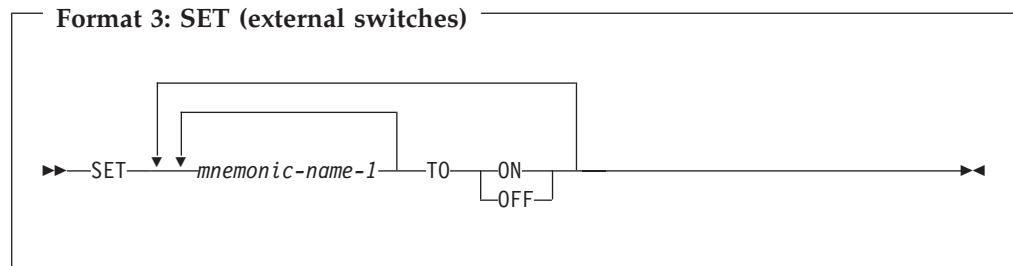 Format 3: SET (external switches)
SET mnemonic-name-1 TO ON
OFF